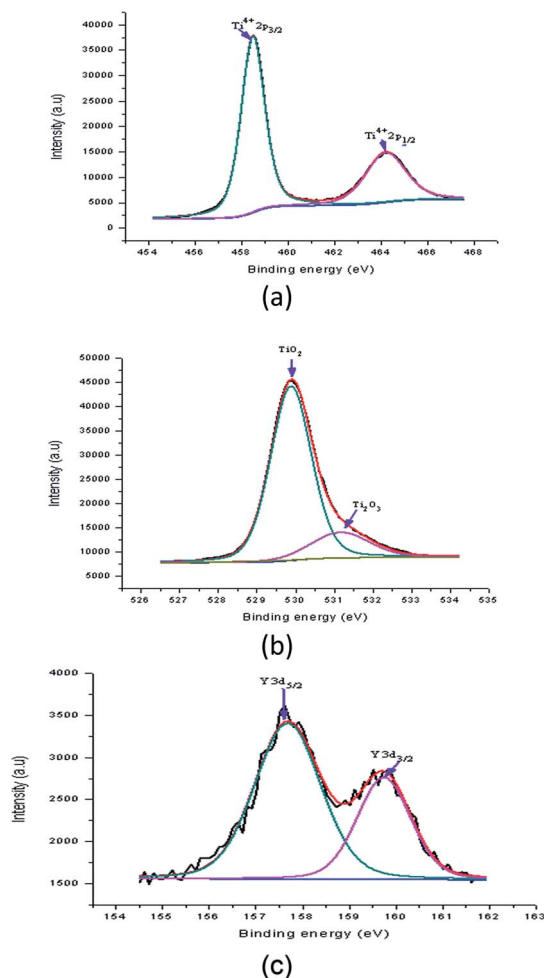 Ti⁴⁺2p₃/₂
Ti⁴⁺2p₁/₂
40000
35000
30000
25000
20000
15000
10000
5000
0
Intensity (a.u)
454 456 458 460 462 464 466 468
Binding energy (eV)
(a)
TiO₂
Ti₂O₃
50000
45000
40000
35000
30000
25000
20000
15000
10000
5000
Intensity (a.u)
526 527 528 529 530 531 532 533 534 535
Binding energy (eV)
(b)
Y3d₅/₂
Y3d₃/₂
4000
3500
3000
2500
2000
1500
Intensity (a.u)
154 155 156 157 158 159 160 161 162 163
Binding energy (eV)
(c)